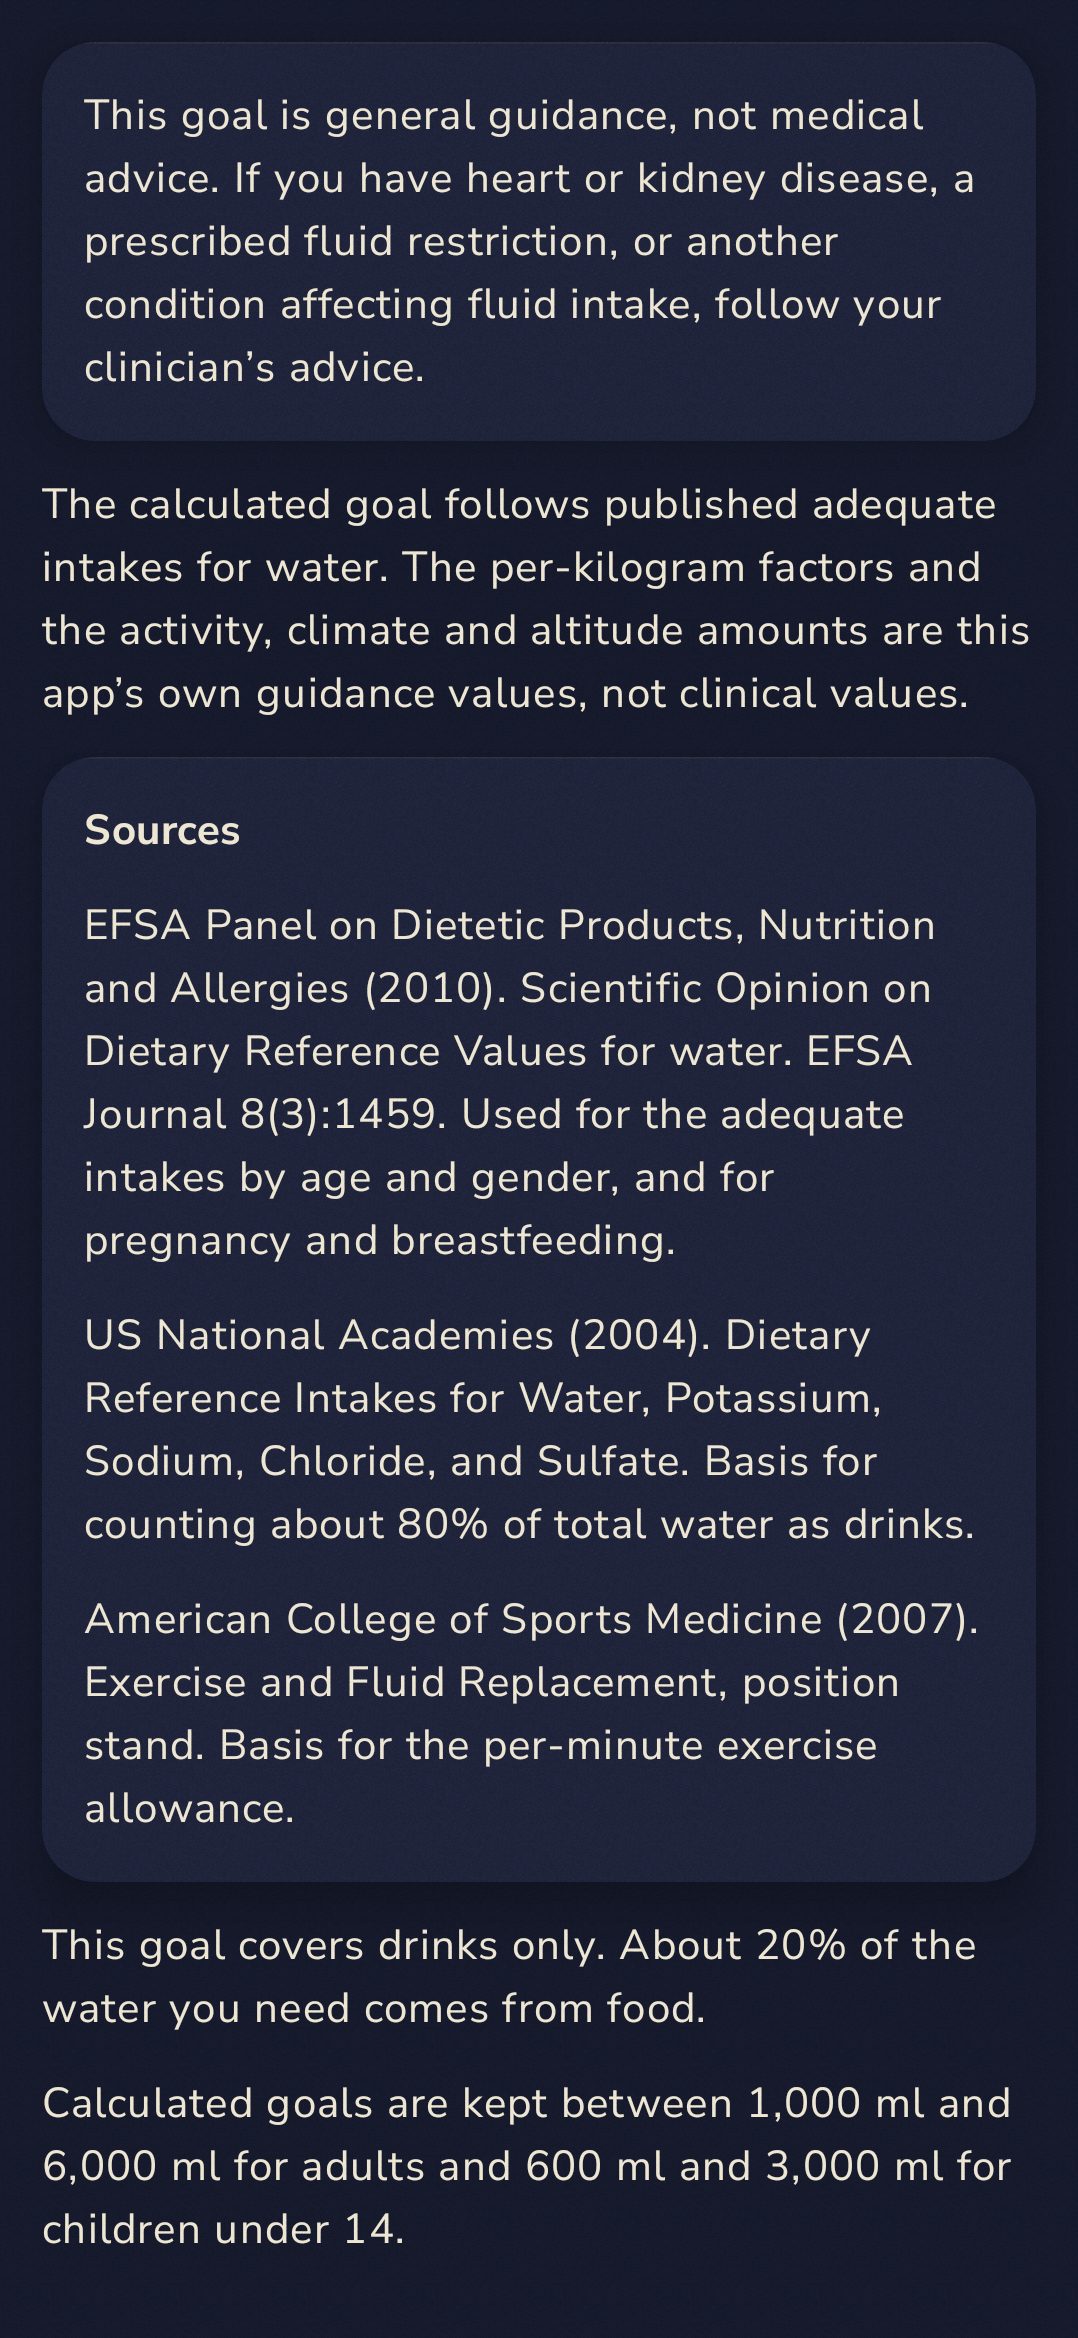 This goal is general guidance, not medical
advice. If you have heart or kidney disease, a
prescribed fluid restriction, or another
condition affecting fluid intake, follow your
clinician’s advice.
The calculated goal follows published adequate
intakes for water. The per-kilogram factors and
the activity, climate and altitude amounts are this
app’s own guidance values, not clinical values.
Sources
EFSA Panel on Dietetic Products, Nutrition
and Allergies (2010). Scientific Opinion on
Dietary Reference Values for water. EFSA
Journal 8(3):1459. Used for the adequate
intakes by age and gender, and for
pregnancy and breastfeeding.
US National Academies (2004). Dietary
Reference Intakes for Water, Potassium,
Sodium, Chloride, and Sulfate. Basis for
counting about 80% of total water as drinks.
American College of Sports Medicine (2007).
Exercise and Fluid Replacement, position
stand. Basis for the per-minute exercise
allowance.
This goal covers drinks only. About 20% of the
water you need comes from food.
Calculated goals are kept between 1,000 ml and
6,000 ml for adults and 600 ml and 3,000 ml for
children under 14.